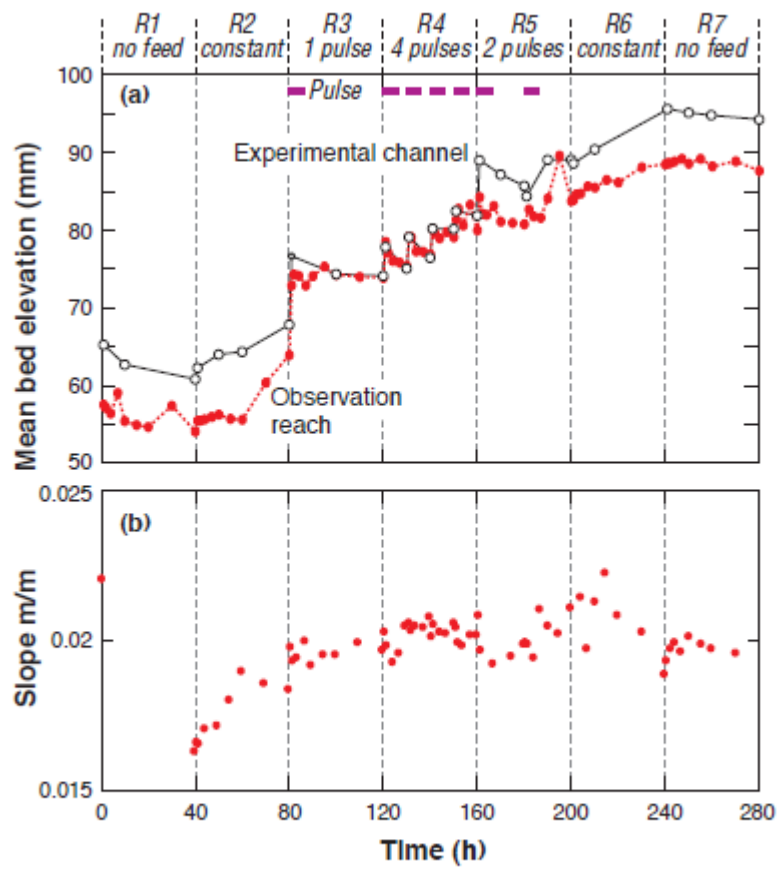 R1 R2 R3 R4 R5 R6 R7
no feed constant 1 pulse 4 pulses 2 pulses constant no feed
100
(a)
Pulse
90
Experimental channel
80
70
60
Observation
reach
50
Mean bed elevation (mm)
0.025
(b)
0.02
0.015
Slope m/m
0 40 80 120 160 200 240 280
Time (h)